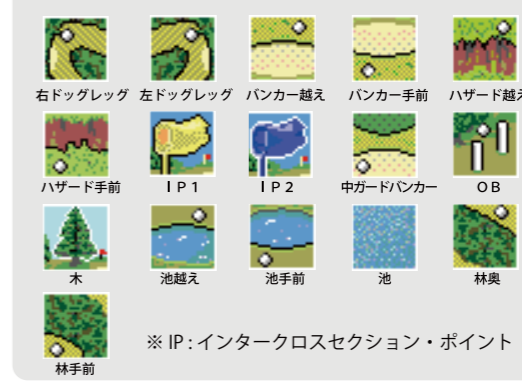 右ドッグレッグ 左ドッグレッグ バンカー越え バンカー手前 ハザード越え
ハザード手前 IP1 IP2 中ガードバンカー OB
木 池越え 池手前 池 林奥
林手前
※ IP : インタークロスセクション・ポイント